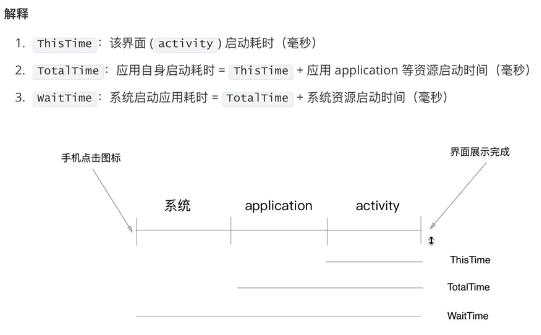 解释
1. ThisTime：该界面 ( activity ) 启动耗时（毫秒）
2. TotalTime：应用自身启动耗时 = ThisTime + 应用 application 等资源启动时间（毫秒）
3. WaitTime：系统启动应用耗时 = TotalTime + 系统资源启动时间（毫秒）
手机点击图标
界面展示完成
系统
application
activity
ThisTime
TotalTime
WaitTime